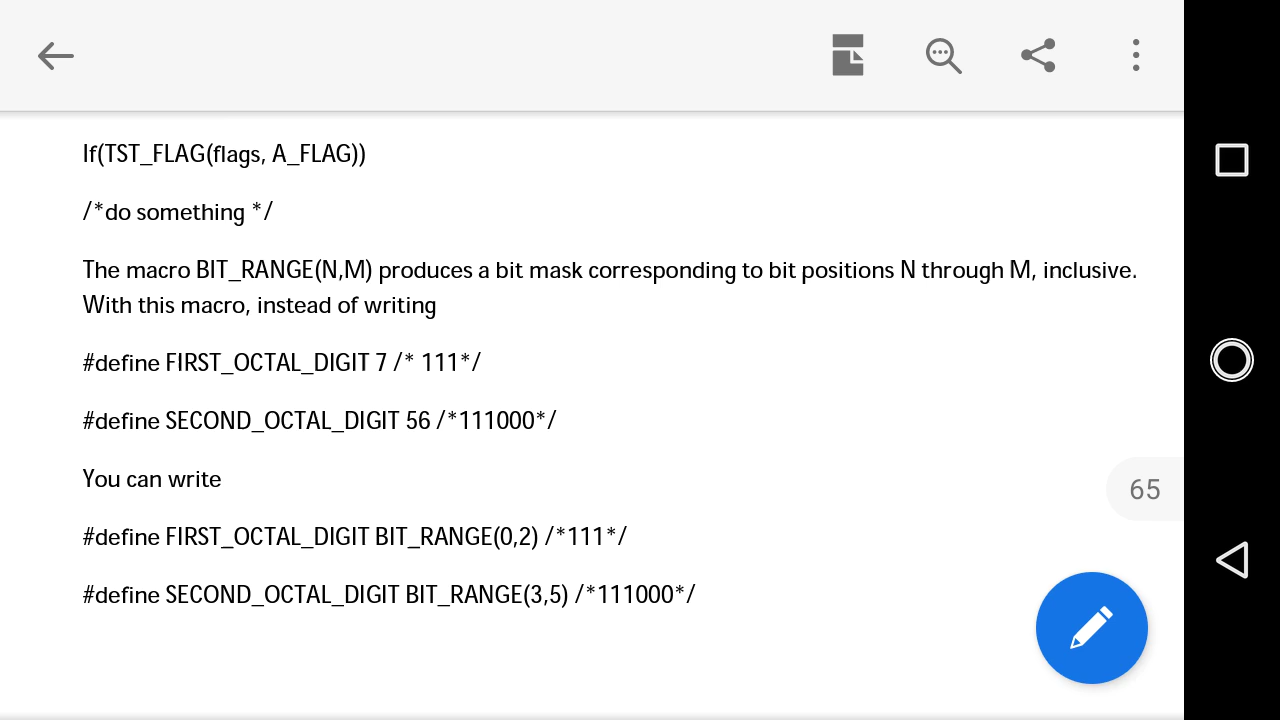 If(TST_FLAG(flags, A_FLAG))
/*do something */
The macro BIT_RANGE(N,M) produces a bit mask corresponding to bit positions N through M, inclusive.
With this macro, instead of writing
#define FIRST_OCTAL_DIGIT 7 /* 111*/
#define SECOND_OCTAL_DIGIT 56 /*111000*/
You can write
65
#define FIRST_OCTAL_DIGIT BIT_RANGE(0,2) /*111*/
#define SECOND_OCTAL_DIGIT BIT_RANGE(3,5) /*111000*/